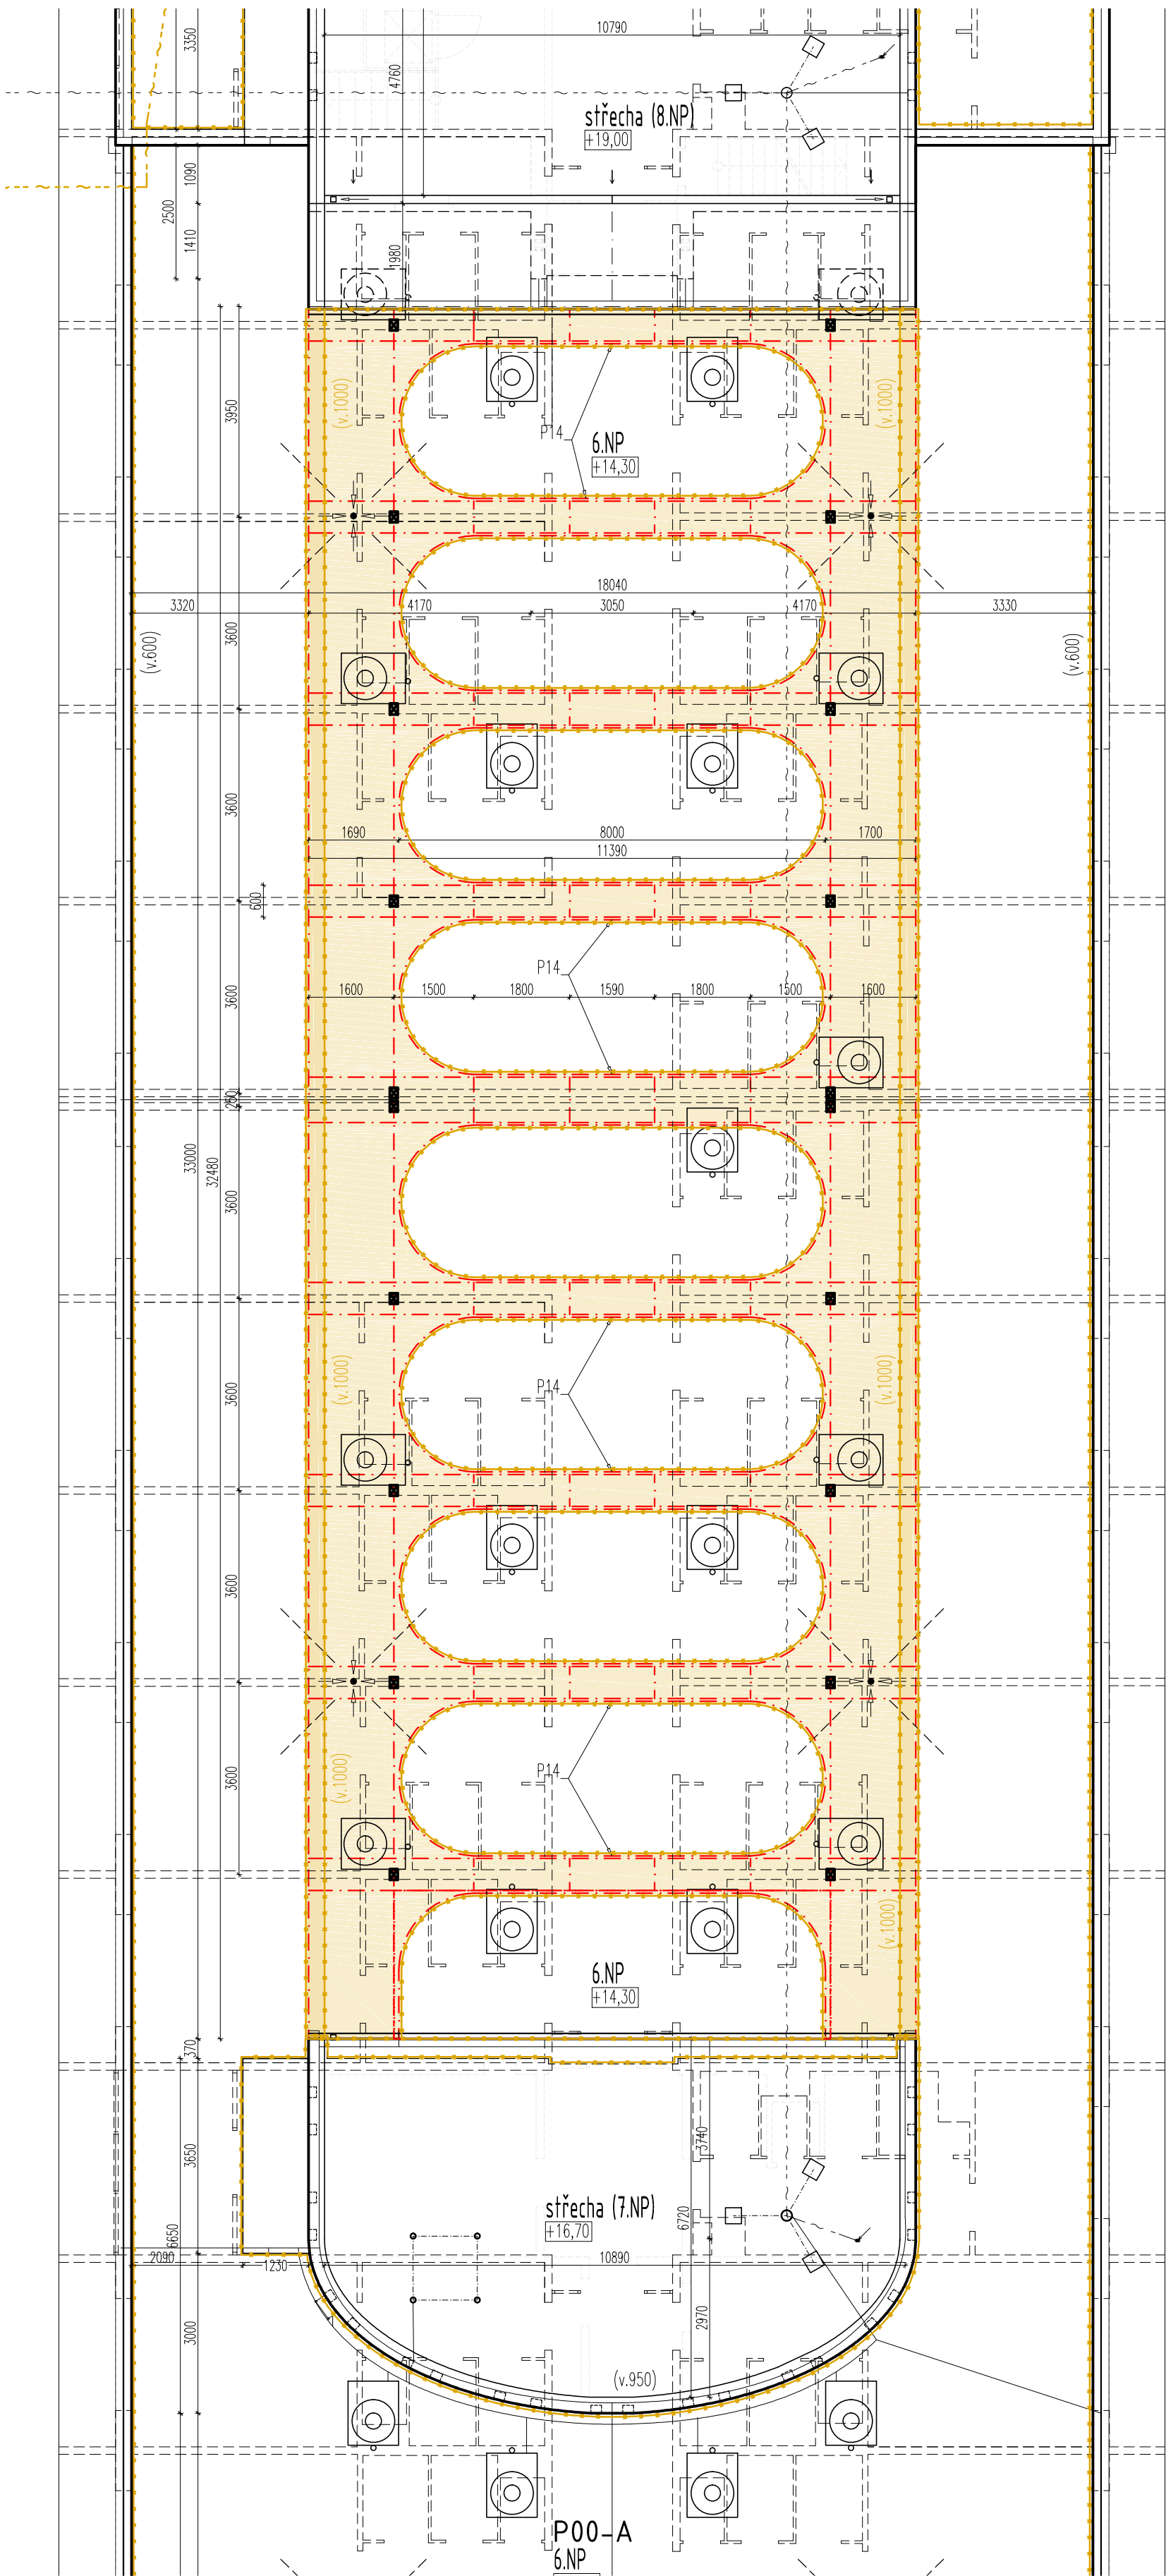 10790
3350
4760
střecha (8.NP)
+19,00
1090
2500
1410
1980
3950
(v.1000)
(v.1000)
P14
6.NP
+14,30
18040
3320
4170
3050
4170
3330
(v.600)
3600
(v.600)
3600
1690
8000
1700
11390
600
P14
3600
1600
1500
1800
1590
1800
1500
1600
250
33000
32480
3600
(v.1000)
(v.1000)
3600
P14
3600
(v.1000)
3600
P14
(v.1000)
6.NP
+14,30
370
3650
3740
střecha (7.NP)
+16,70
6720
6650
2090
1230
10890
3000
2970
(v.950)
P00-A
6.NP